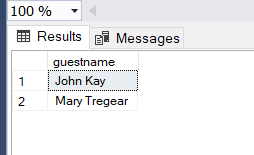 100 %
Results Messages
guestname
1 John Kay
2 Mary Tregear